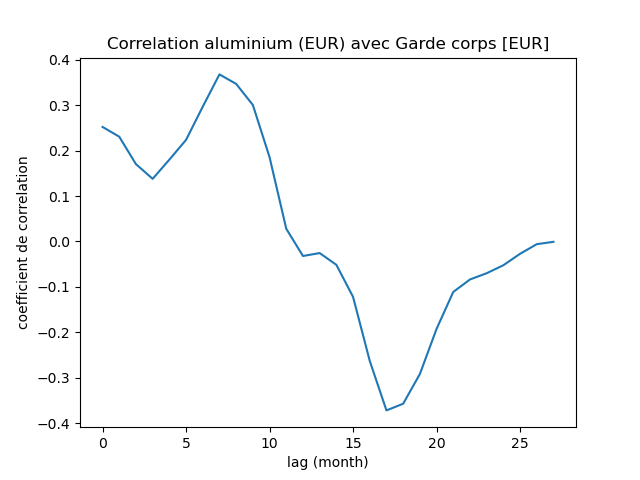 Correlation aluminium (EUR) avec Garde corps [EUR]
coefficient de correlation
0.4
0.3
0.2
0.1
0.0
−0.1
−0.2
−0.3
−0.4
0 5 10 15 20 25
lag (month)